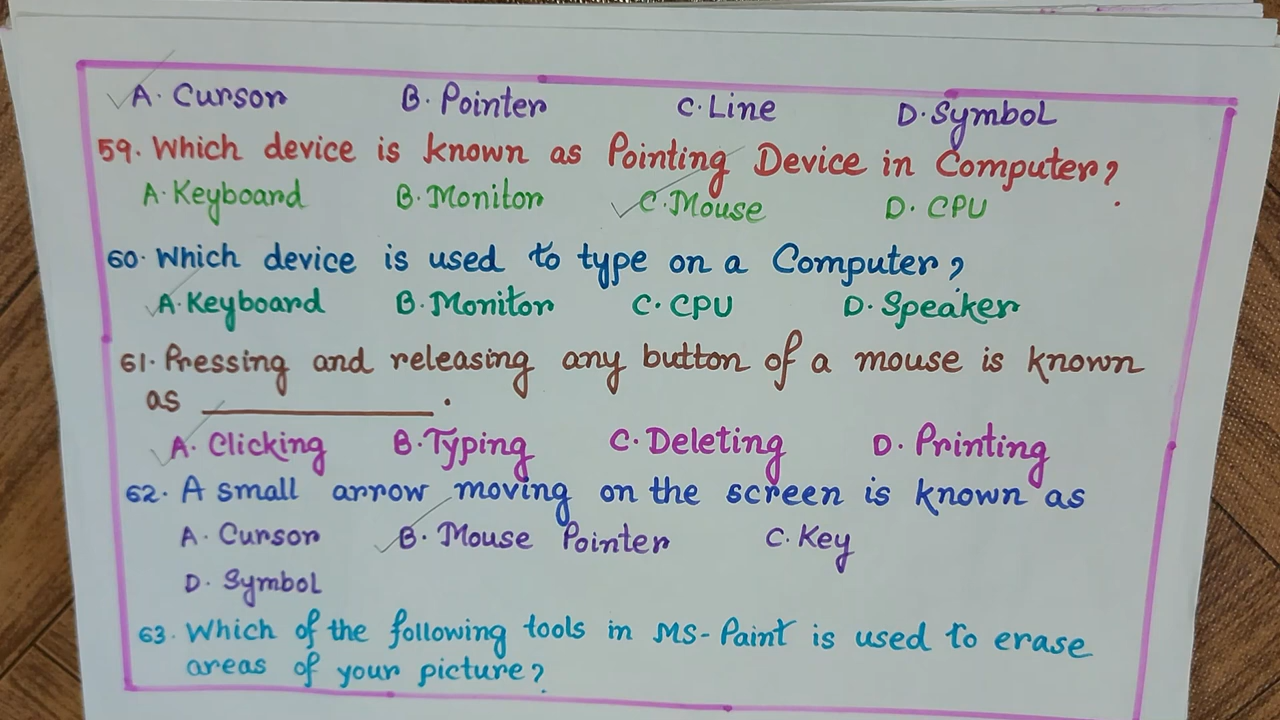 A. Cursor B. Pointer C. Line D. Symbol
59. Which device is known as Pointing Device in Computer?
A. Keyboard B. Monitor C. Mouse D. CPU
60. Which device is used to type on a Computer?
A. Keyboard B. Monitor C. CPU D. Speaker
61. Pressing and releasing any button of a mouse is known
as ____________.
A. Clicking B. Typing C. Deleting D. Printing
62. A small arrow moving on the screen is known as
A. Cursor B. Mouse Pointer C. Key
D. Symbol
63. Which of the following tools in MS-Paint is used to erase
areas of your picture?